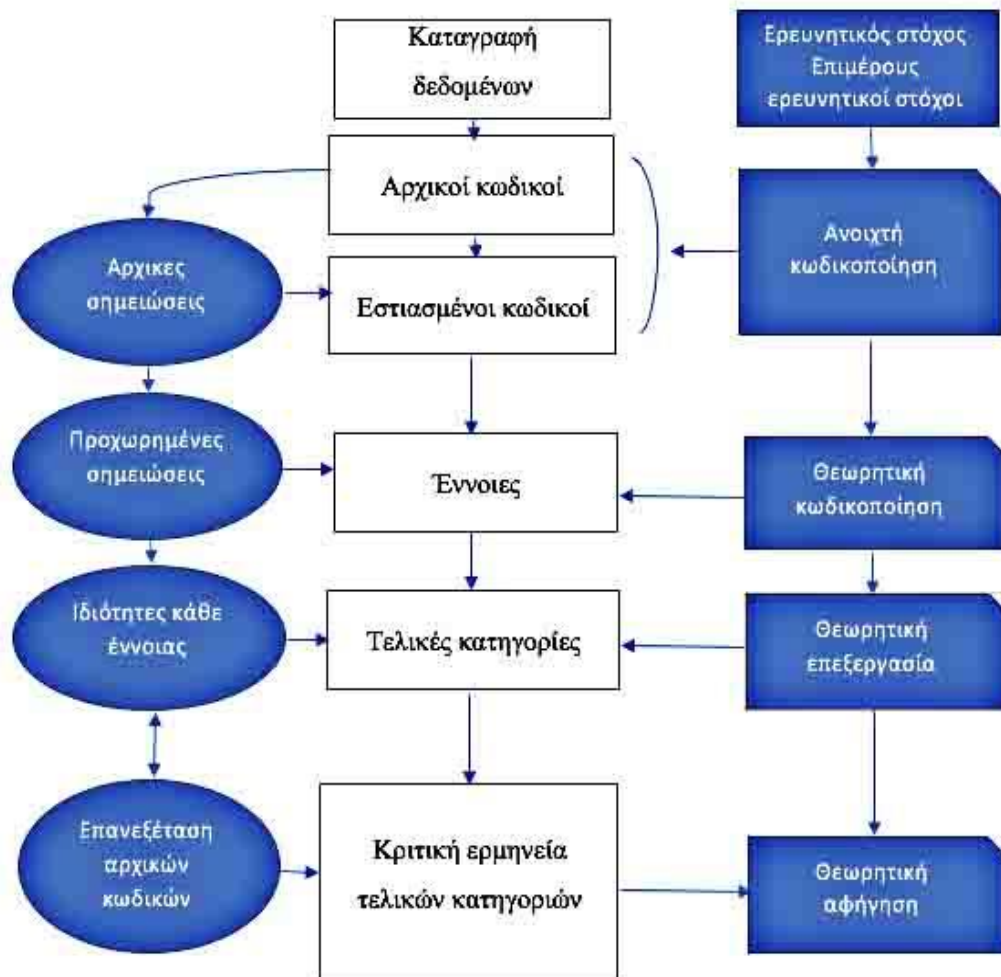 Καταγραφή
δεδομένων
Ερευνητικός στόχος
Επιμέρους
ερευνητικοί στόχοι
Αρχικοί κωδικοί
Ανοιχτή
κωδικοποίηση
Αρχικες
σημειώσεις
Εστιασμένοι κωδικοί
Προχωρημένες
σημειώσεις
Έννοιες
Θεωρητική
κωδικοποίηση
Ιδιότητες κάθε
έννοιας
Τελικές κατηγορίες
Θεωρητική
επεξεργασία
Επανεξέταση
αρχικών
κωδικών
Κριτική ερμηνεία
τελικών κατηγοριών
Θεωρητική
αφήγηση